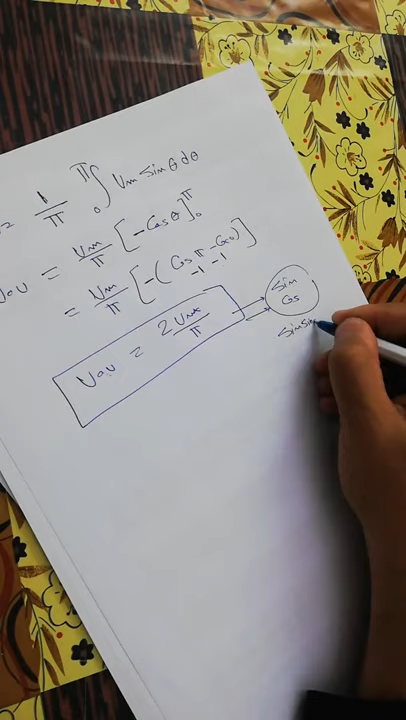 = 1/π ₀∫^π Vm sin θ dθ
Vav = Vm/π [-Cos θ]₀^π
= Vm/π [-(Cos π - Cos 0)]
-1 -1
Vav = 2Vm/π
Sin
Cos